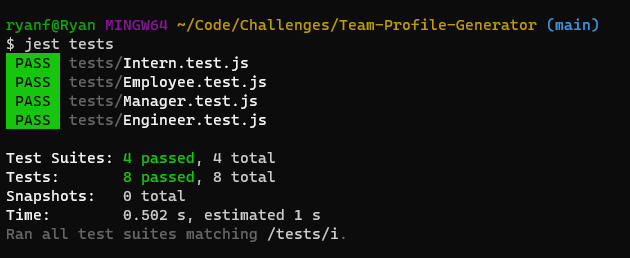 ryanf@Ryan MINGW64 ~/Code/Challenges/Team-Profile-Generator (main)
$ jest tests
PASS tests/Intern.test.js
PASS tests/Employee.test.js
PASS tests/Manager.test.js
PASS tests/Engineer.test.js
Test Suites: 4 passed, 4 total
Tests: 8 passed, 8 total
Snapshots: 0 total
Time: 0.502 s, estimated 1 s
Ran all test suites matching /tests/i.